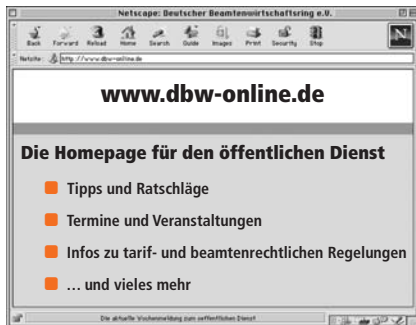 Netscape: Deutscher Beamtenwirtschaftsring e.V.
Back Forward Reload Home Search Guide Images Print Security Stop
N
Netsite: http://www.dbw-online.de
www.dbw-online.de
Die Homepage für den öffentlichen Dienst
Tipps und Ratschläge
Termine und Veranstaltungen
Infos zu tarif- und beamtenrechtlichen Regelungen
... und vieles mehr
Die aktuelle Wochenmeldung zum oeffentlichen Dienst